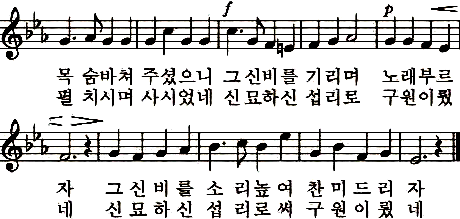 f p
목 숨바쳐 주셨으니 그신비를 기리며 노래부르
펼 치시며 사시었네 신묘하신 섭리로 구원이뤘
자 그신비를 소리높여 찬미드리 자
네 신묘하신 섭리로써 구원이뤘 네